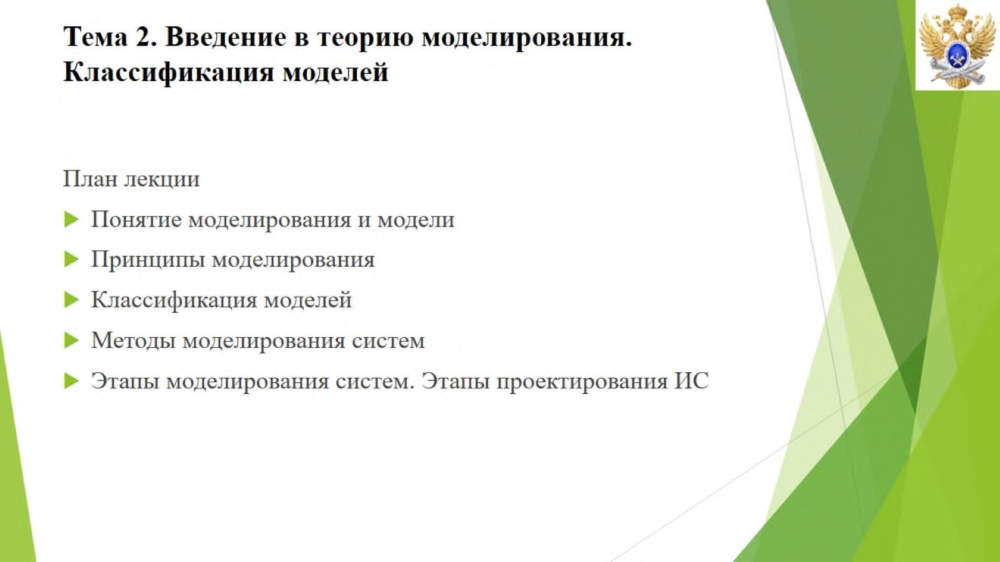 Тема 2. Введение в теорию моделирования.
Классификация моделей
План лекции
Понятие моделирования и модели
Принципы моделирования
Классификация моделей
Методы моделирования систем
Этапы моделирования систем. Этапы проектирования ИС